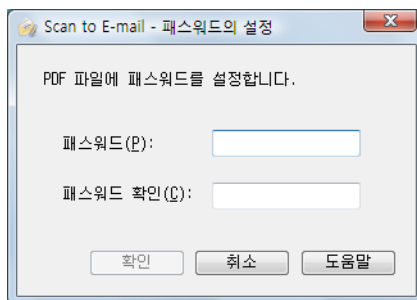 Scan to E-mail - 패스워드의 설정
PDF 파일에 패스워드를 설정합니다.
패스워드(P):
패스워드 확인(C):
확인 취소 도움말